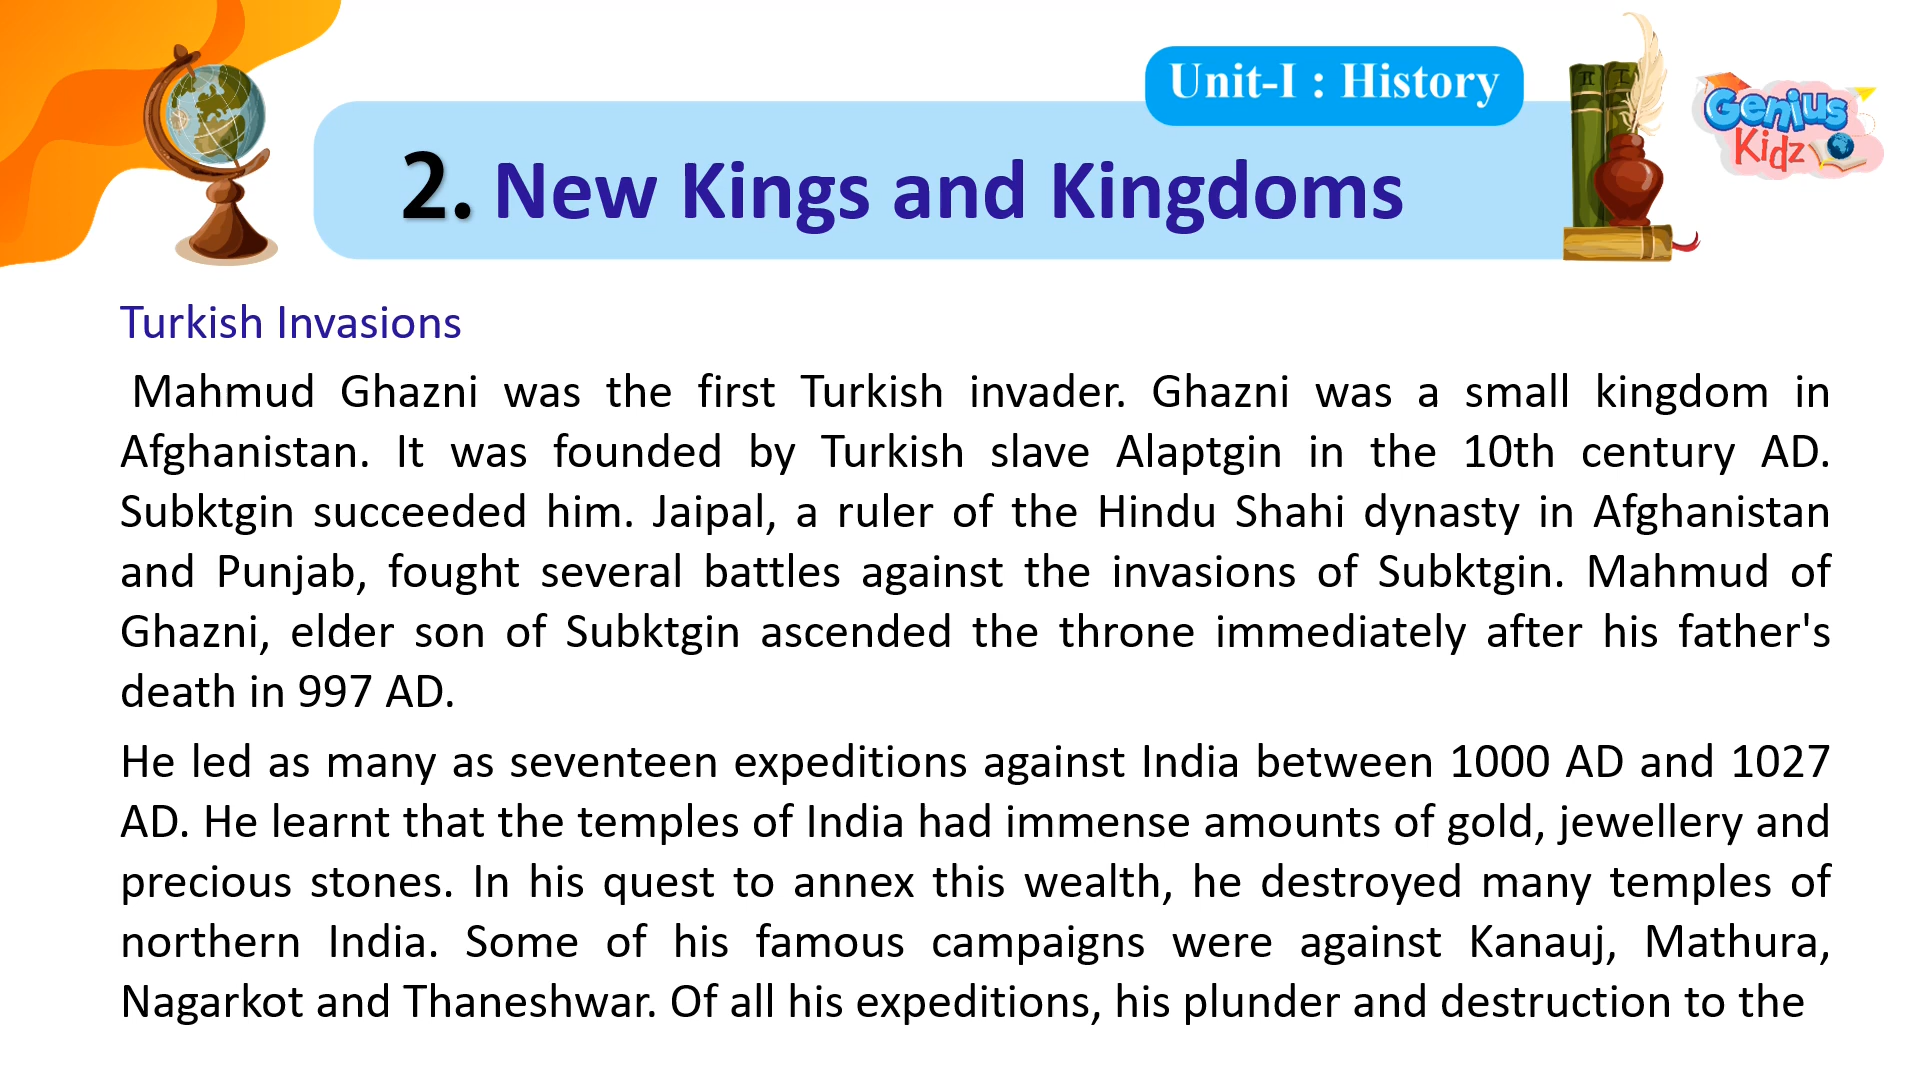 Unit-I : History
Genius
Kidz
2. New Kings and Kingdoms
Turkish Invasions
Mahmud Ghazni was the first Turkish invader. Ghazni was a small kingdom in
Afghanistan. It was founded by Turkish slave Alaptgin in the 10th century AD.
Subktgin succeeded him. Jaipal, a ruler of the Hindu Shahi dynasty in Afghanistan
and Punjab, fought several battles against the invasions of Subktgin. Mahmud of
Ghazni, elder son of Subktgin ascended the throne immediately after his father's
death in 997 AD.
He led as many as seventeen expeditions against India between 1000 AD and 1027
AD. He learnt that the temples of India had immense amounts of gold, jewellery and
precious stones. In his quest to annex this wealth, he destroyed many temples of
northern India. Some of his famous campaigns were against Kanauj, Mathura,
Nagarkot and Thaneshwar. Of all his expeditions, his plunder and destruction to the